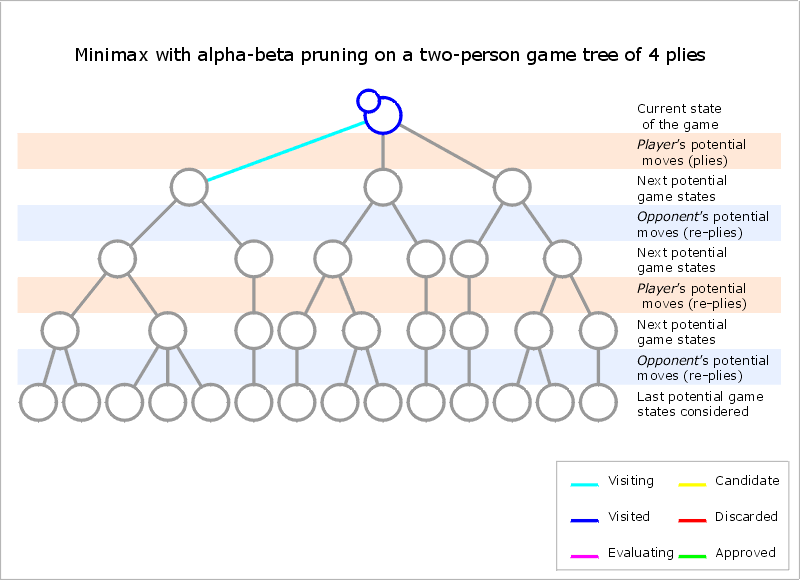 Minimax with alpha-beta pruning on a two-person game tree of 4 plies
Current state
of the game
Player's potential
moves (plies)
Next potential
game states
Opponent's potential
moves (re-plies)
Next potential
game states
Player's potential
moves (re-plies)
Next potential
game states
Opponent's potential
moves (re-plies)
Last potential game
states considered
Visiting
Candidate
Visited
Discarded
Evaluating
Approved